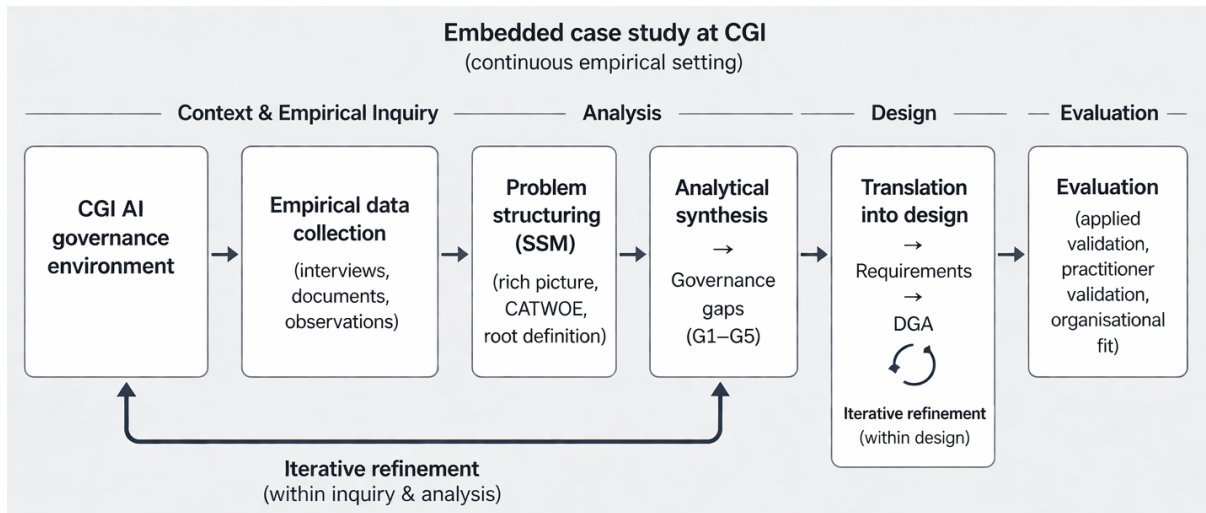 Embedded case study at CGI
(continuous empirical setting)
Context & Empirical Inquiry
Analysis
Design
Evaluation
CGI AI
governance
environment
Empirical data
collection
(interviews,
documents,
observations)
Problem
structuring
(SSM)
(rich picture,
CATWOE,
root definition)
Analytical
synthesis
→
Governance
gaps
(G1–G5)
Translation
into design
→
Requirements
→
DGA
Iterative refinement
(within design)
Evaluation
(applied
validation,
practitioner
validation,
organisational
fit)
Iterative refinement
(within inquiry & analysis)